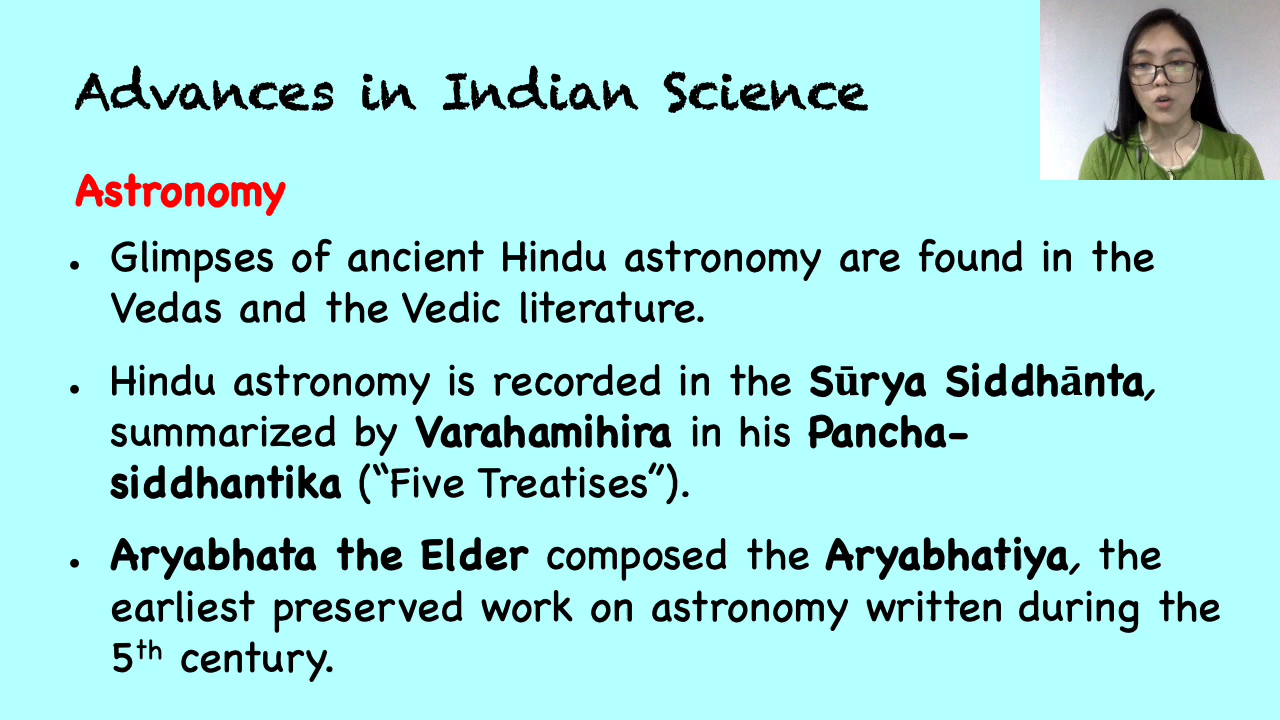 Advances in Indian Science
Astronomy
• Glimpses of ancient Hindu astronomy are found in the
Vedas and the Vedic literature.
• Hindu astronomy is recorded in the Sūrya Siddhānta,
summarized by Varahamihira in his Pancha-
siddhantika (“Five Treatises”).
• Aryabhata the Elder composed the Aryabhatiya, the
earliest preserved work on astronomy written during the
5th century.